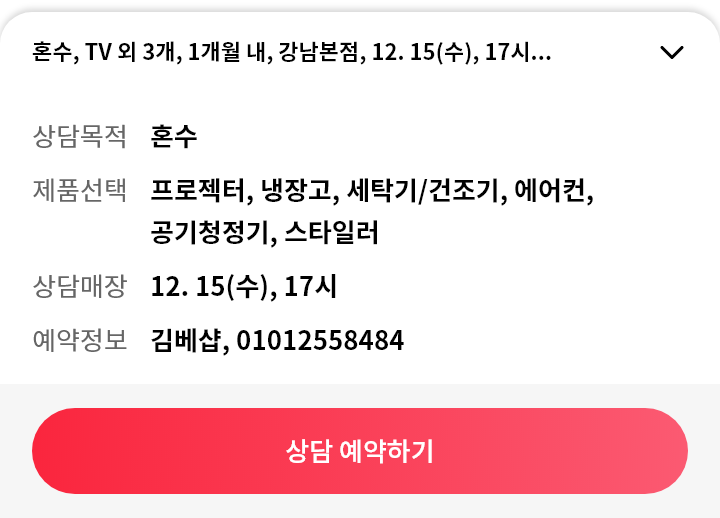 혼수, TV 외 3개, 1개월 내, 강남본점, 12. 15(수), 17시...
상담목적 혼수
제품선택 프로젝터, 냉장고, 세탁기/건조기, 에어컨,
공기청정기, 스타일러
상담매장 12. 15(수), 17시
예약정보 김베샵, 01012558484
상담 예약하기